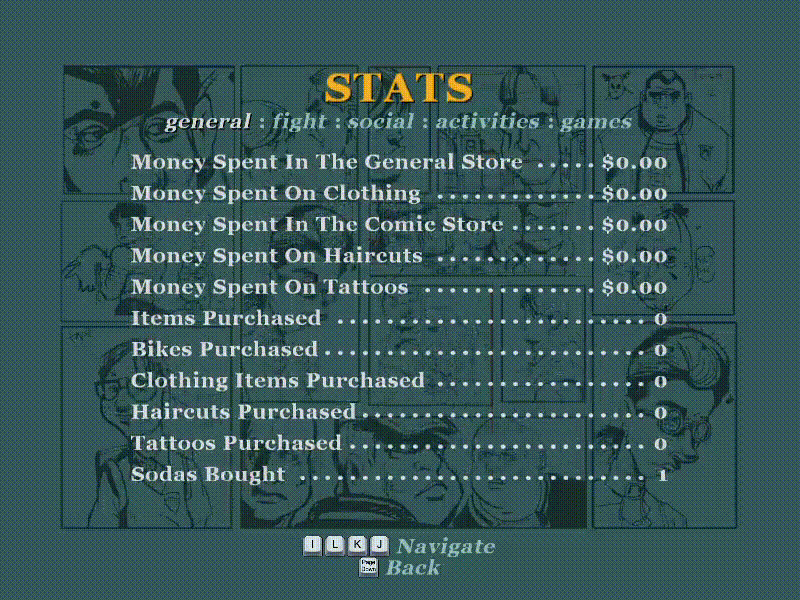 STATS
general : fight : social : activities : games
Money Spent In The General Store ..... $0.00
Money Spent On Clothing ............. $0.00
Money Spent In The Comic Store ....... $0.00
Money Spent On Haircuts ............. $0.00
Money Spent On Tattoos .............. $0.00
Items Purchased ......................... 0
Bikes Purchased .......................... 0
Clothing Items Purchased ................. 0
Haircuts Purchased ....................... 0
Tattoos Purchased ........................ 0
Sodas Bought ............................ 1
I L K J Navigate
Page Down Back